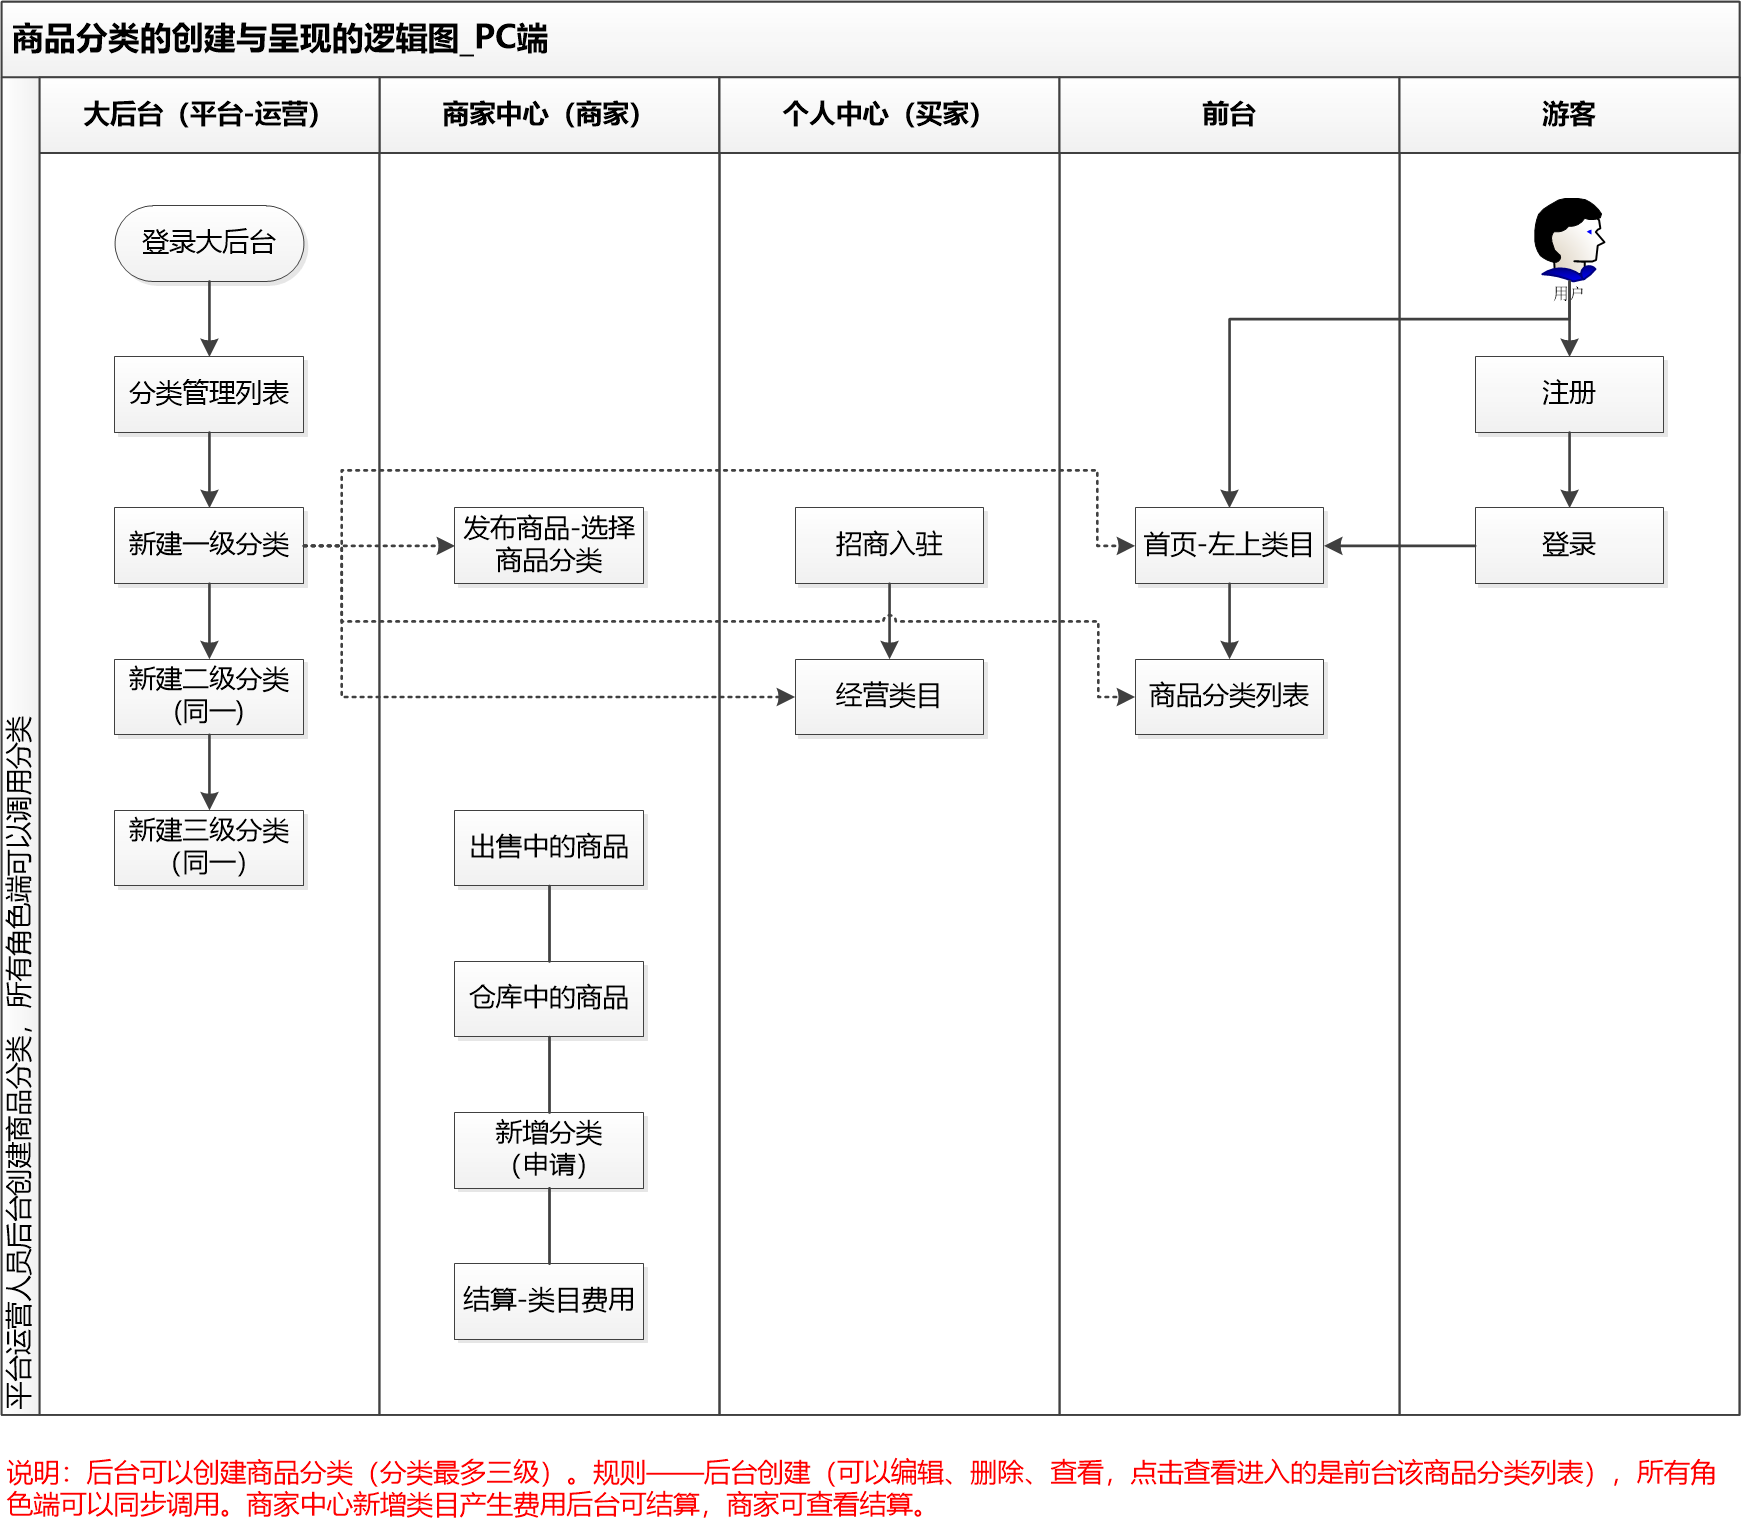 商品分类的创建与呈现的逻辑图_PC端
大后台（平台-运营）
商家中心（商家）
个人中心（买家）
前台
游客
平台运营人员后台创建商品分类，所有角色端可以调用分类
登录大后台
用户
分类管理列表
注册
新建一级分类
发布商品-选择
商品分类
招商入驻
首页-左上类目
登录
新建二级分类
(同一)
经营类目
商品分类列表
新建三级分类
（同一）
出售中的商品
仓库中的商品
新增分类
（申请）
结算-类目费用
说明：后台可以创建商品分类（分类最多三级）。规则——后台创建（可以编辑、删除、查看，点击查看进入的是前台该商品分类列表），所有角
色端可以同步调用。商家中心新增类目产生费用后台可结算，商家可查看结算。